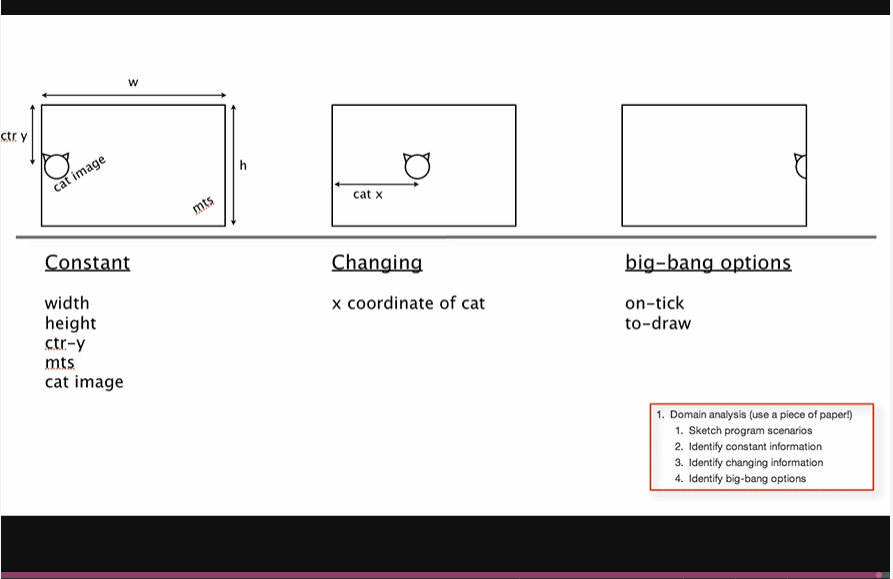 w
ctr y
cat image
h
mts
cat x
Constant
width
height
ctr-y
mts
cat image
Changing
x coordinate of cat
big-bang options
on-tick
to-draw
1. Domain analysis (use a piece of paper!)
1. Sketch program scenarios
2. Identify constant information
3. Identify changing information
4. Identify big-bang options